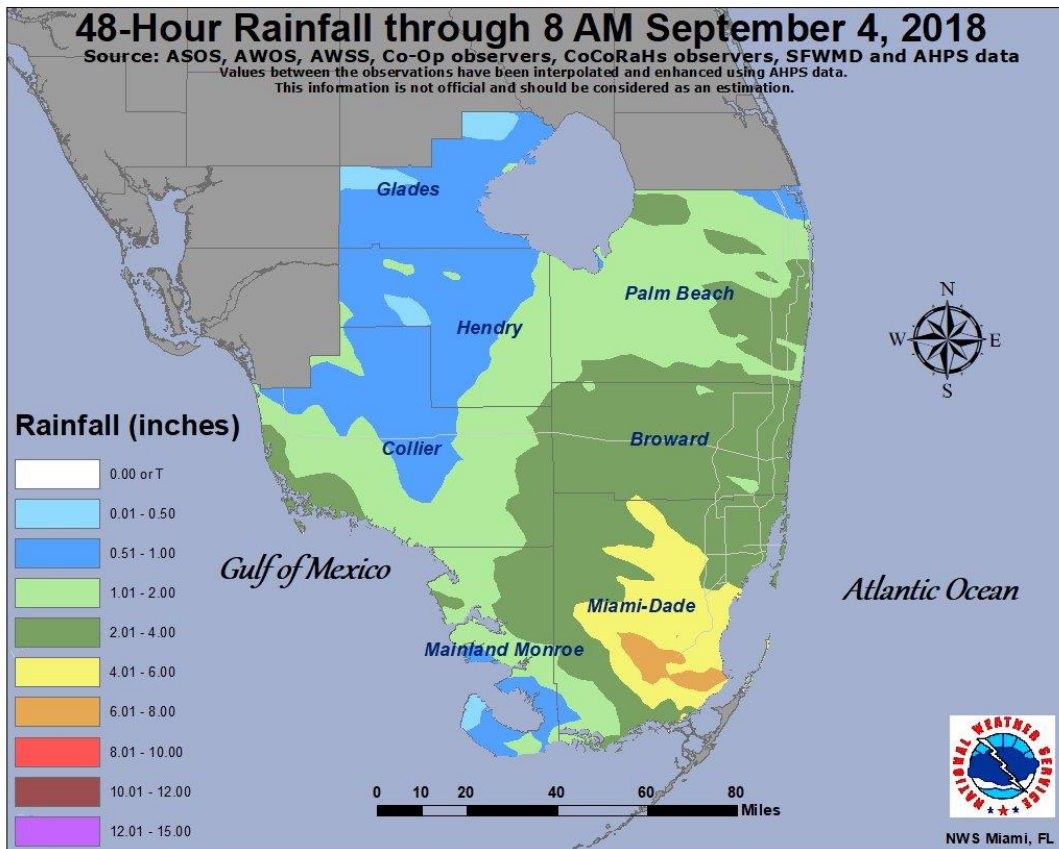 48-Hour Rainfall through 8 AM September 4, 2018
Source: ASOS, AWOS, AWSS, Co-Op observers, CoCoRaHs observers, SFWMD and AHPS data
Values between the observations have been interpolated and enhanced using AHPS data.
This information is not official and should be considered as an estimation.
Glades
Palm Beach
Hendry
N
W
E
S
Rainfall (inches)
Collier
Broward
0.00 or T
0.01 - 0.50
0.51 - 1.00
1.01 - 2.00
2.01 - 4.00
4.01 - 6.00
6.01 - 8.00
8.01 - 10.00
10.01 - 12.00
12.01 - 15.00
Gulf of Mexico
Atlantic Ocean
Miami-Dade
Mainland Monroe
0 10 20 40 60 80
Miles
NATIONAL WEATHER SERVICE
NWS Miami, FL